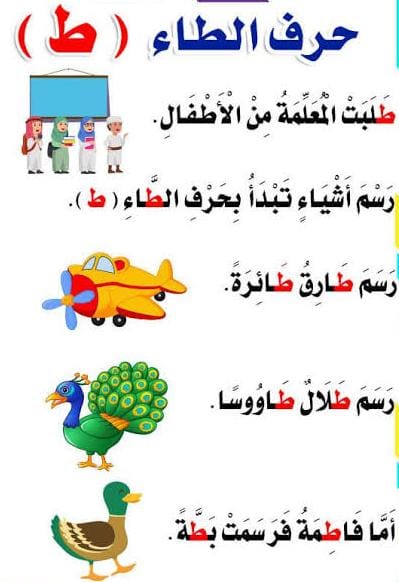 حرف الطاء ( ط )
طَلَبَتْ الْمُعَلِّمَةُ مِنْ الْأَطْفَالِ.
رَسْمَ أَشْيَاءٍ تَبْدَأُ بِحَرْفِ الطَّاءِ ( ط ).
رَسَمَ طَارِقُ طَائِرَةً.
رَسَمَ طَلَالٌ طَاوُوسًا.
أَمَّا فَاطِمَةُ فَرَسَمَتْ بَطَّةً.